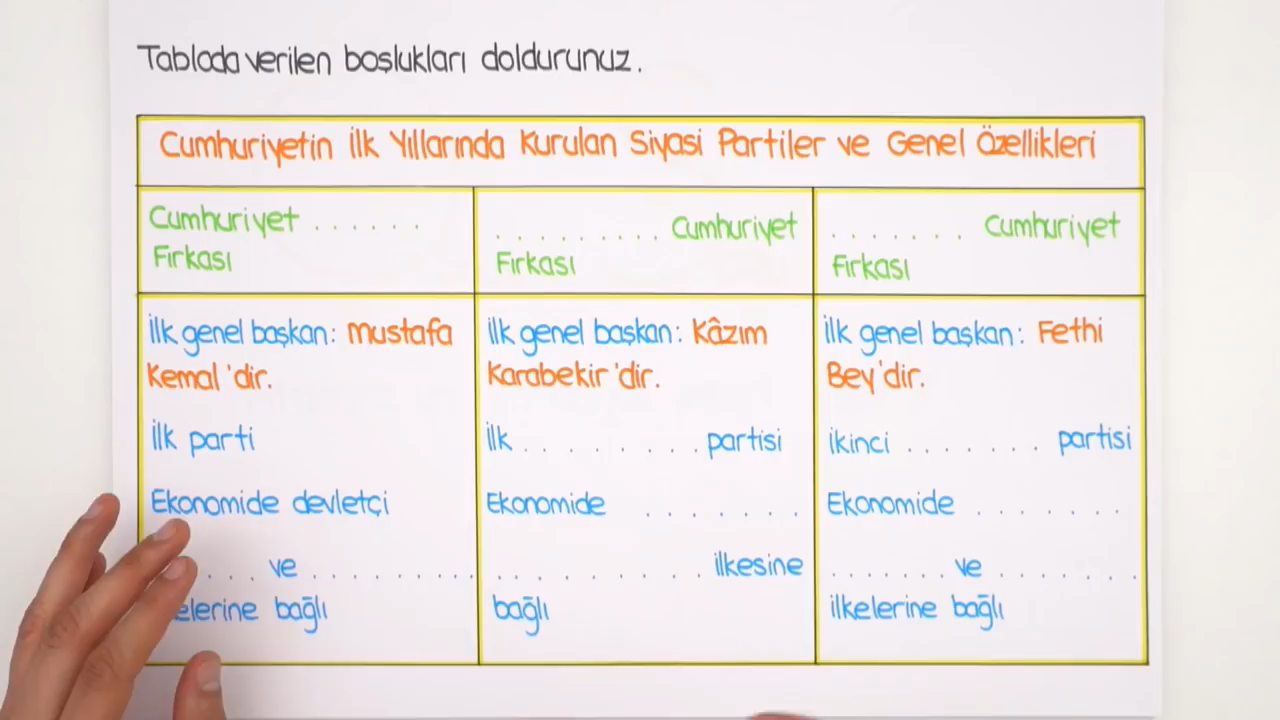 Tabloda verilen boşlukları doldurunuz.
Cumhuriyetin İlk Yıllarında Kurulan Siyasi Partiler ve Genel Özellikleri
Cumhuriyet . . . . . .
Fırkası
. . . . . . . . . Cumhuriyet
Fırkası
. . . . . . . Cumhuriyet
Fırkası
İlk genel başkan: Mustafa
Kemal'dir.
İlk parti
Ekonomide devletçi
. . . ve . . . . . . . . .
elerine bağlı
İlk genel başkan: Kâzım
Karabekir'dir.
İlk . . . . . . . . partisi
Ekonomide . . . . . . .
. . . . . . . . . . ilkesine
bağlı
İlk genel başkan: Fethi
Bey'dir.
İkinci . . . . . . partisi
Ekonomide . . . . . . .
. . . . . . . ve . . . . . . .
ilkelerine bağlı